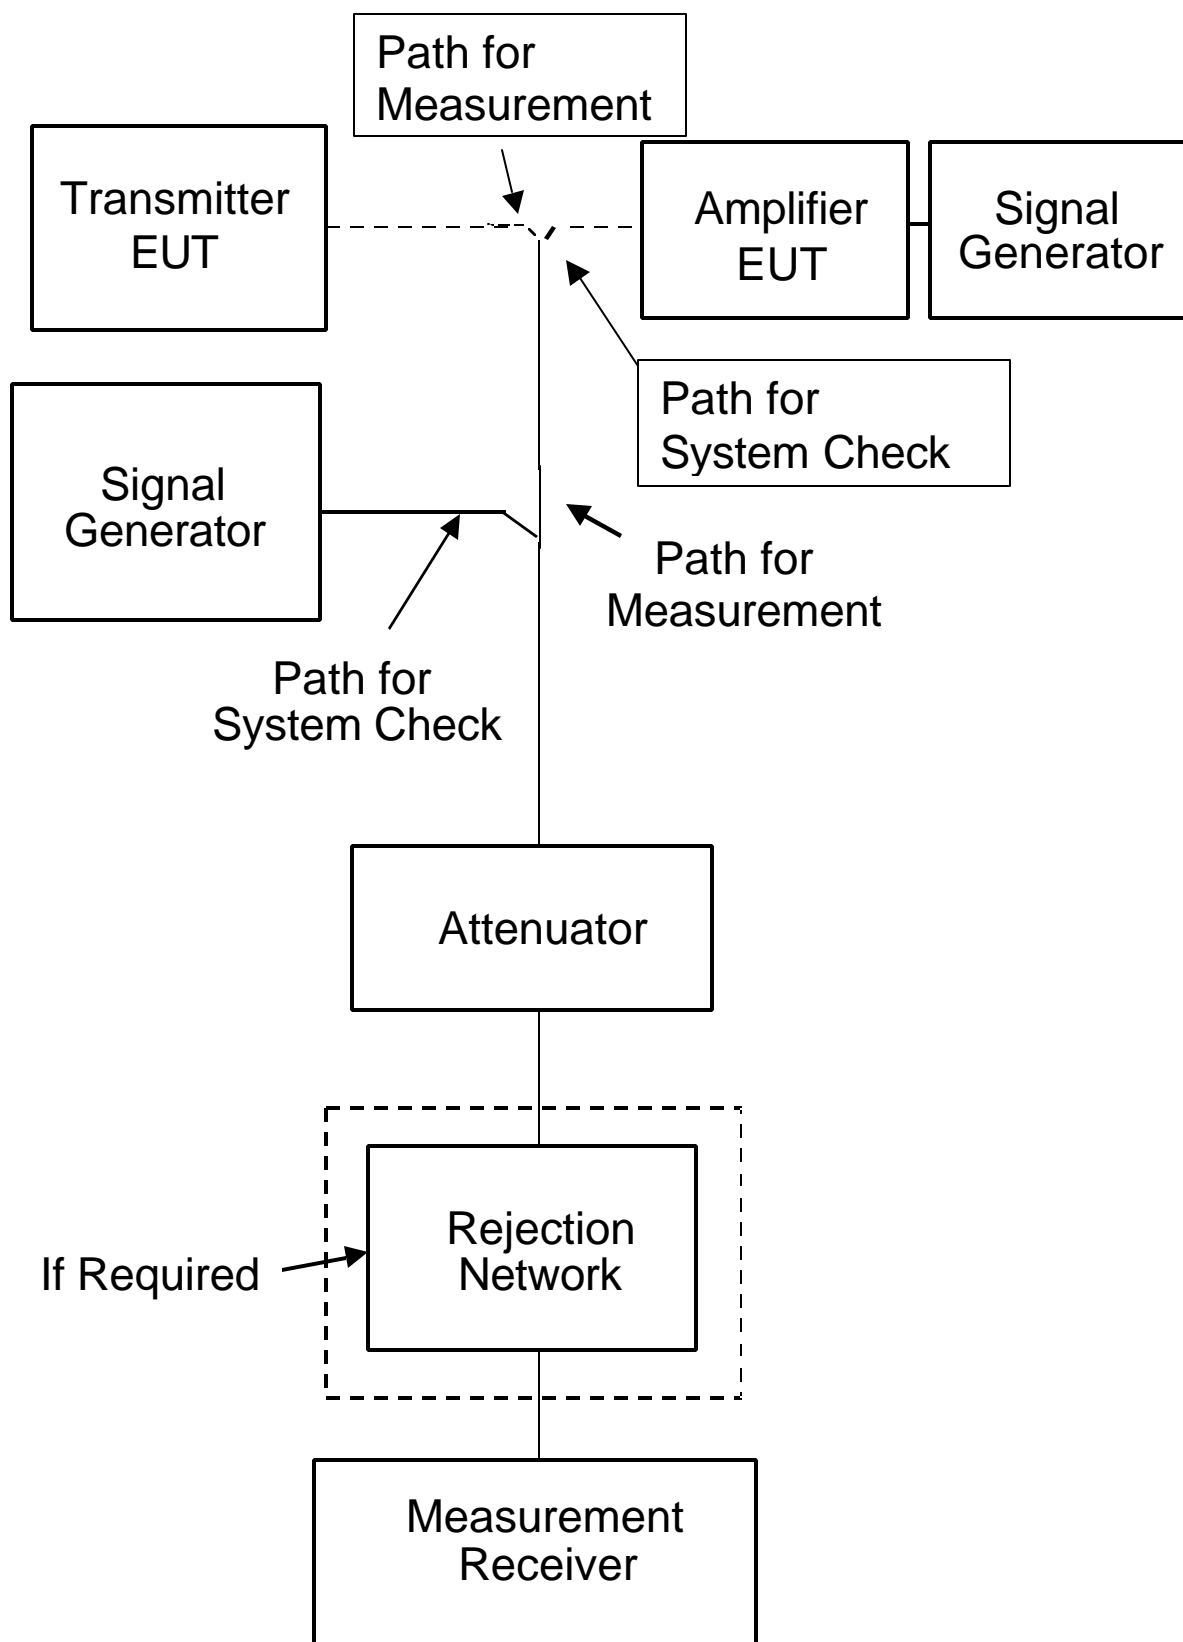 Path for
Measurement
Transmitter
EUT
Amplifier
EUT
Signal
Generator
Path for
System Check
Signal
Generator
Path for
Measurement
Path for
System Check
Attenuator
Rejection
Network
If Required
Measurement
Receiver